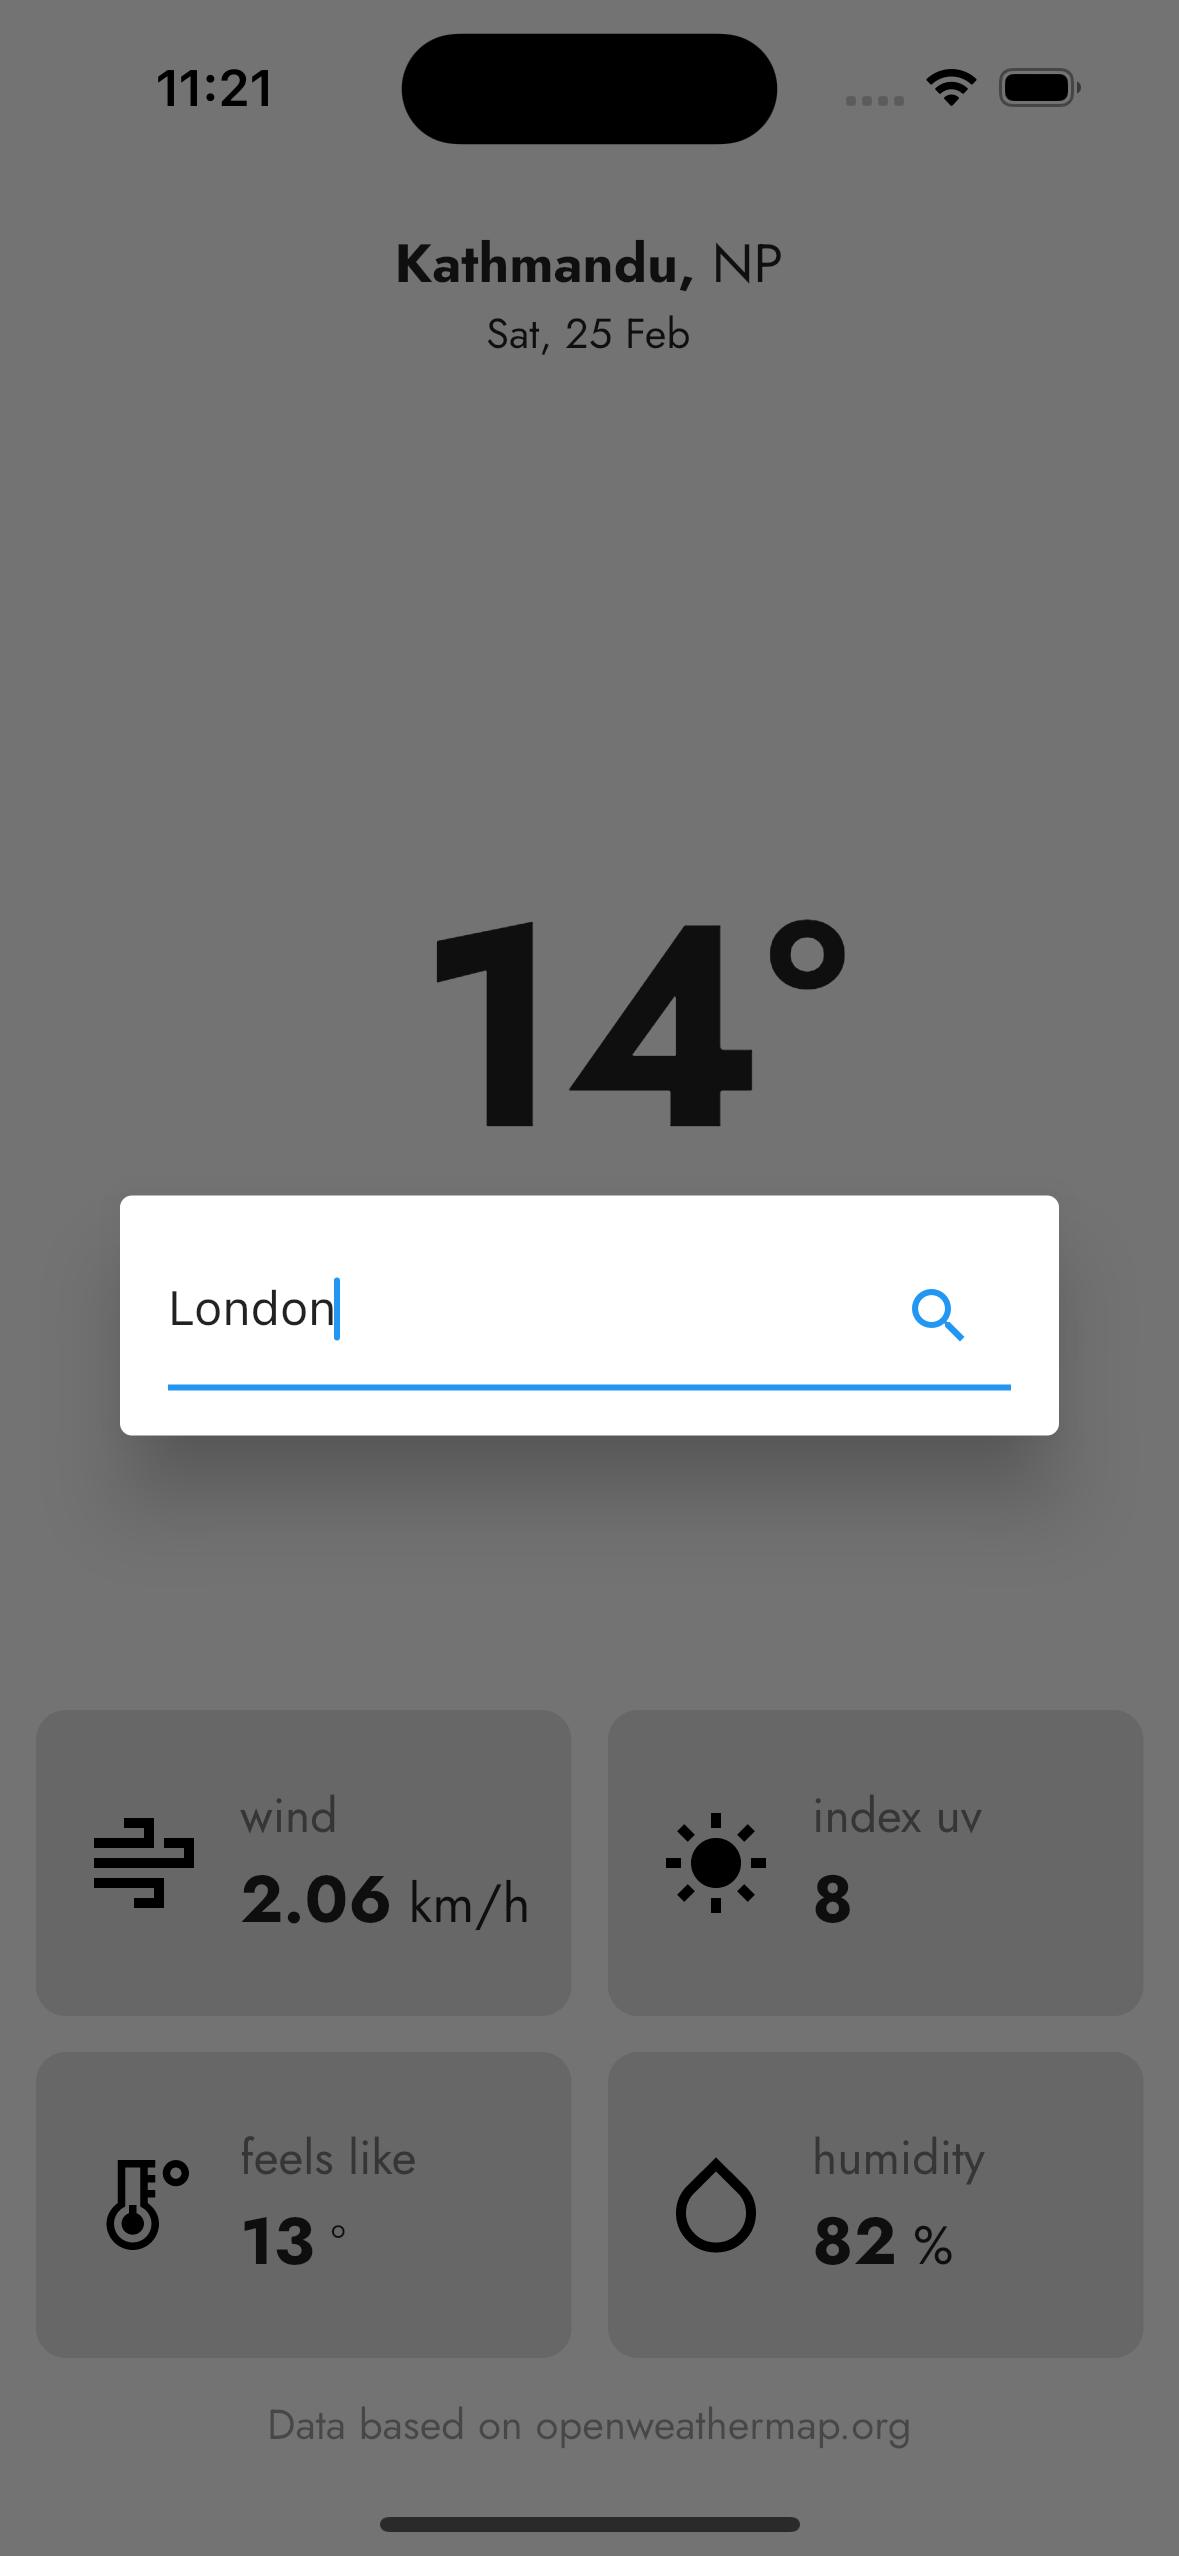 11:21
Kathmandu, NP
Sat, 25 Feb
14°
London
wind
2.06 km/h
index uv
8
feels like
13 °
humidity
82 %
Data based on openweathermap.org